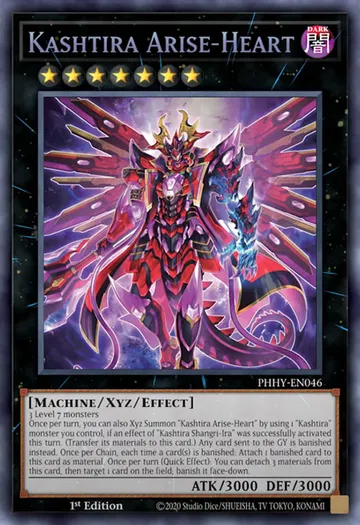 KASHTIRA ARISE-HEART
DARK
闇
PHHY-EN046
[MACHINE/XYZ/EFFECT]
3 Level 7 monsters
Once per turn, you can also Xyz Summon "Kashtira Arise-Heart" by using 1 "Kashtira"
monster you control, if an effect of "Kashtira Shangri-Ira" was successfully activated
this turn. (Transfer its materials to this card.) Any card sent to the GY is banished
instead. Once per Chain, each time a card(s) is banished: Attach 1 banished card to
this card as material. Once per turn (Quick Effect): You can detach 3 materials from
this card, then target 1 card on the field; banish it face-down.
ATK/3000 DEF/3000
1st Edition ©2020 Studio Dice/SHUEISHA, TV TOKYO, KONAMI